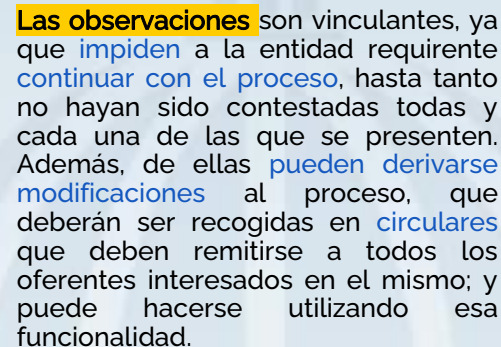 Las observaciones son vinculantes, ya
que impiden a la entidad requirente
continuar con el proceso, hasta tanto
no hayan sido contestadas todas y
cada una de las que se presenten.
Además, de ellas pueden derivarse
modificaciones al proceso, que
deberán ser recogidas en circulares
que deben remitirse a todos los
oferentes interesados en el mismo; y
puede hacerse utilizando esa
funcionalidad.